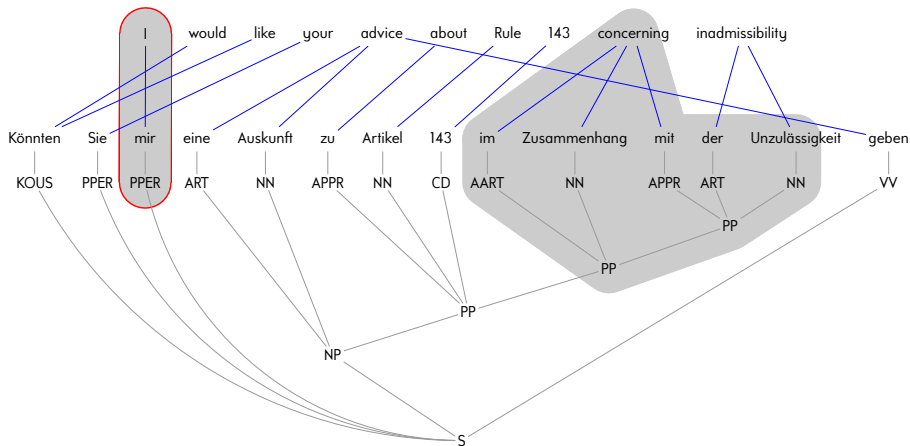 I would like your advice about Rule 143 concerning inadmissibility
Könnten Sie mir eine Auskunft zu Artikel 143 im Zusammenhang mit der Unzulässigkeit geben
KOUS PPER PPER ART NN APPR NN CD AART NN APPR ART NN VV
PP
PP
PP
NP
S